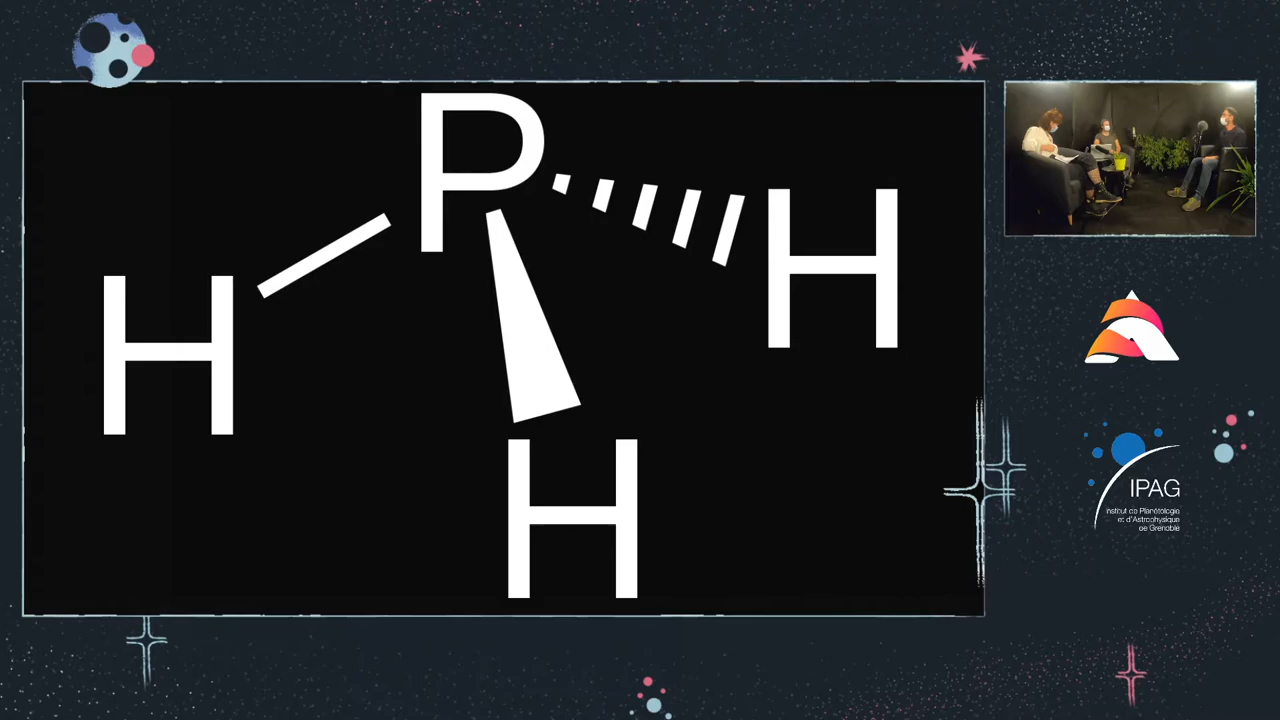 P
H
H
H
IPAG
Institut de Planétologie
et d'Astrophysique
de Grenoble